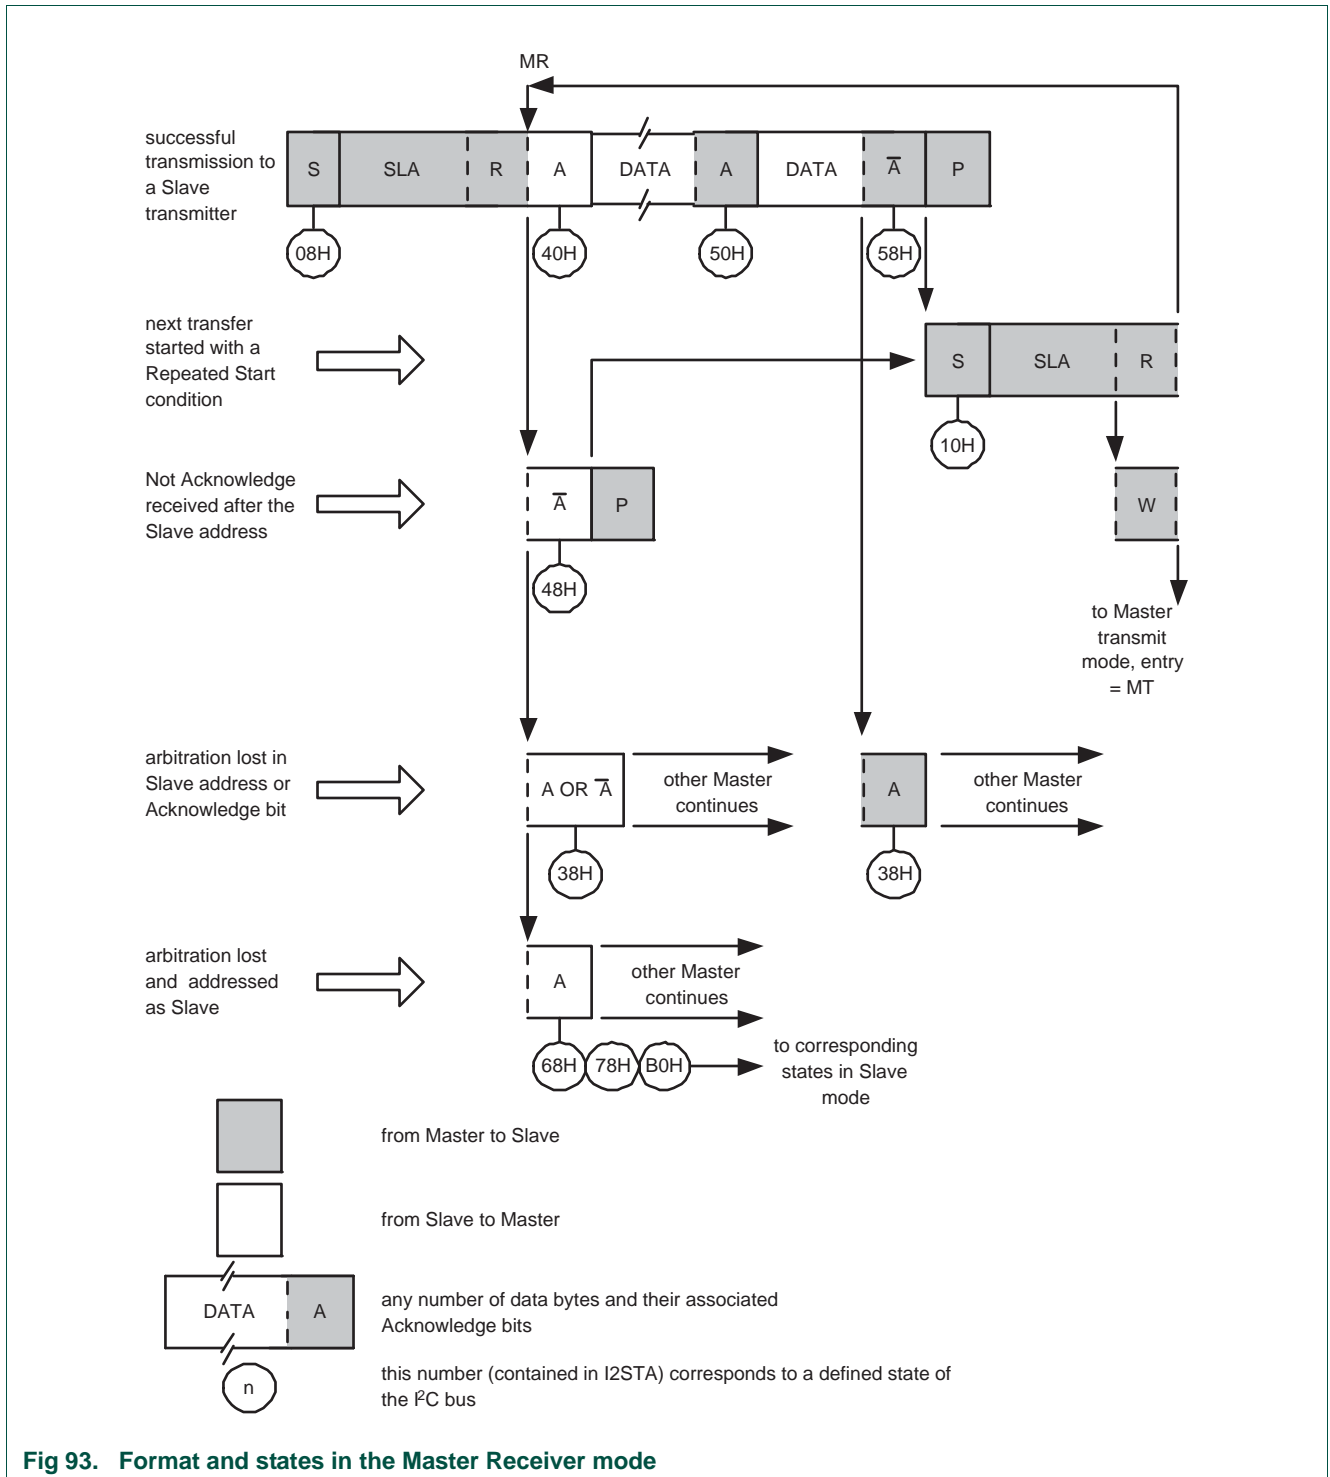 MR
successful
transmission to
a Slave
transmitter
S SLA R A DATA A DATA A̅ P
08H 40H 50H 58H
next transfer
started with a
Repeated Start
condition
S SLA R
10H
Not Acknowledge
received after the
Slave address
A̅ P
W
48H
to Master
transmit
mode, entry
= MT
arbitration lost in
Slave address or
Acknowledge bit
A OR A̅
other Master
continues
A
other Master
continues
38H 38H
arbitration lost
and addressed
as Slave
A
other Master
continues
68H 78H B0H
to corresponding
states in Slave
mode
from Master to Slave
from Slave to Master
DATA A
any number of data bytes and their associated
Acknowledge bits
n
this number (contained in I2STA) corresponds to a defined state of
the I²C bus
Fig 93. Format and states in the Master Receiver mode